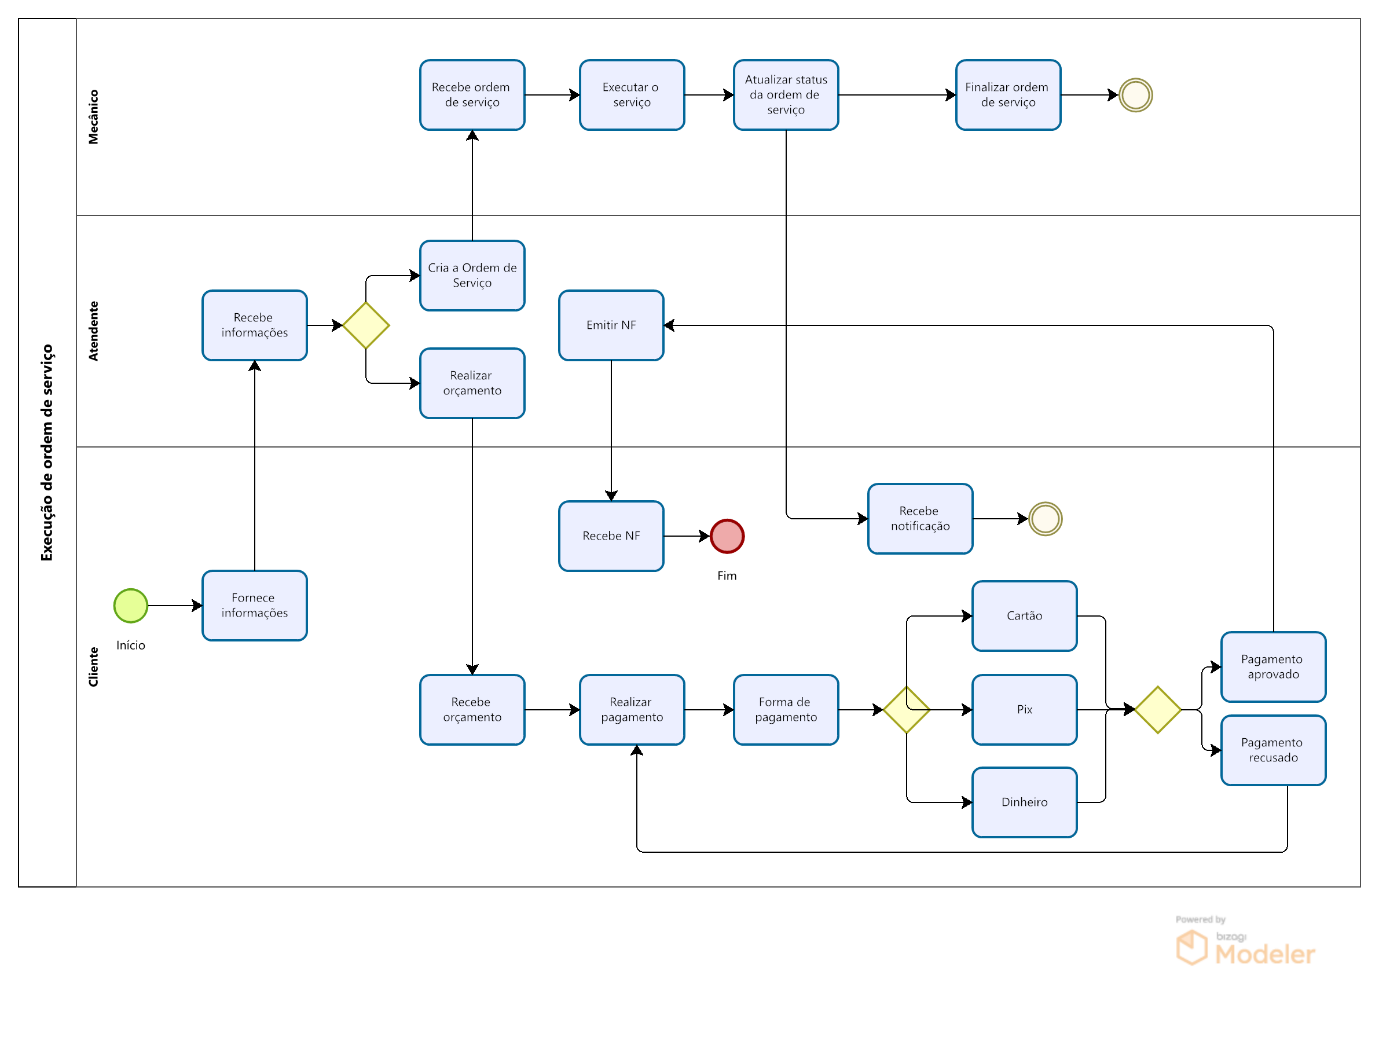 Execução de ordem de serviço
Mecânico
Recebe ordem
de serviço
Executar o
serviço
Atualizar status
da ordem de
serviço
Finalizar ordem
de serviço
Atendente
Recebe
informações
Cria a Ordem de
Serviço
Realizar
orçamento
Emitir NF
Cliente
Início
Fornece
informações
Recebe NF
Fim
Recebe
notificação
Recebe
orçamento
Realizar
pagamento
Forma de
pagamento
Cartão
Pix
Dinheiro
Pagamento
aprovado
Pagamento
recusado
Powered by
bizagi
Modeler